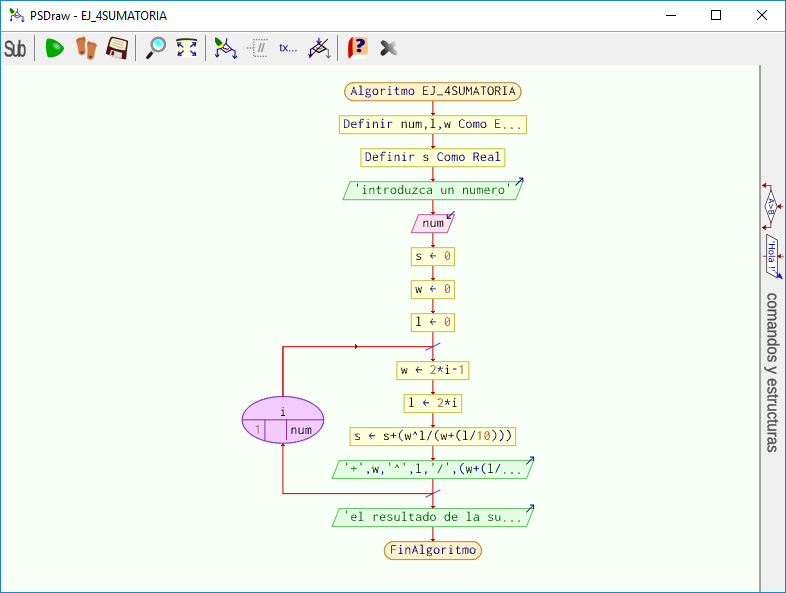 PSDraw - EJ_4SUMATORIA
Sub
tx...
Algoritmo EJ_4SUMATORIA
Definir num,l,w Como E...
Definir s Como Real
'introduzca un numero'
num
s ← 0
w ← 0
l ← 0
w ← 2*i-1
l ← 2*i
i
1 num
s ← s+(w^l/(w+(l/10)))
'+',w,'^',l,'/',(w+(l/...
'el resultado de la su...
FinAlgoritmo
A>B
'Hola !'
comandos y estructuras